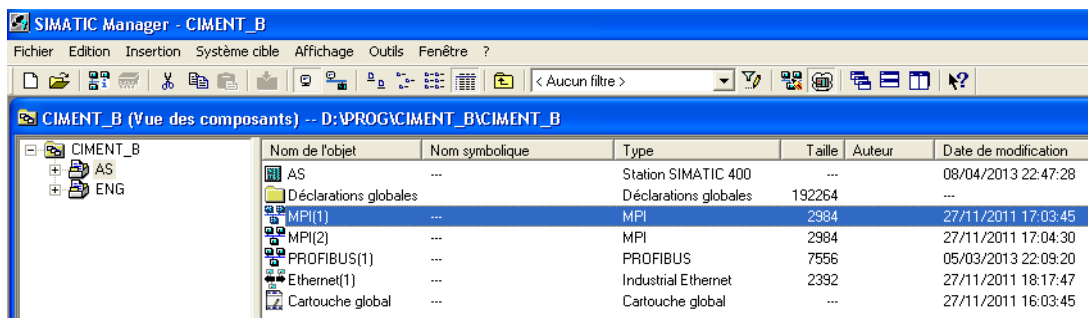 SIMATIC Manager - CIMENT_B
Fichier Edition Insertion Système cible Affichage Outils Fenêtre ?
< Aucun filtre >
CIMENT_B (Vue des composants) -- D:\PROG\CIMENT_B\CIMENT_B
CIMENT_B
AS
ENG
Nom de l'objet Nom symbolique Type Taille Auteur Date de modification
AS --- Station SIMATIC 400 --- 08/04/2013 22:47:28
Déclarations globales --- Déclarations globales 192264 ---
MPI(1) --- MPI 2984 27/11/2011 17:03:45
MPI(2) --- MPI 2984 27/11/2011 17:04:30
PROFIBUS(1) --- PROFIBUS 7556 05/03/2013 22:09:20
Ethernet(1) --- Industrial Ethernet 2392 27/11/2011 18:17:47
Cartouche global --- Cartouche global --- 27/11/2011 16:03:45